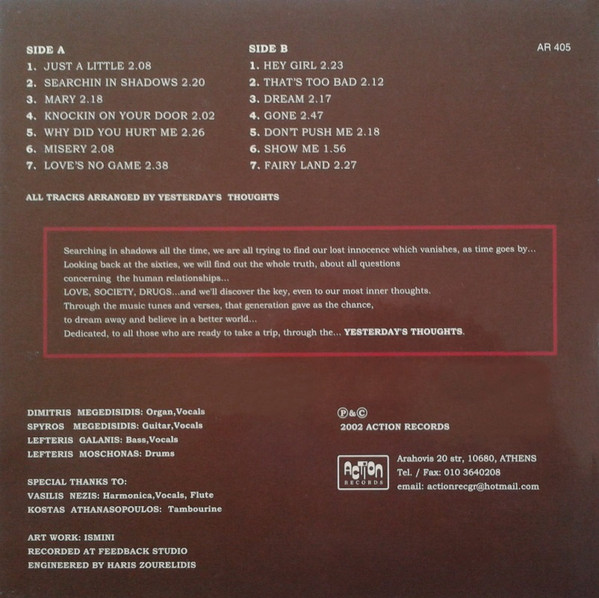 SIDE A
1. JUST A LITTLE 2.08
2. SEARCHIN IN SHADOWS 2.20
3. MARY 2.18
4. KNOCKIN ON YOUR DOOR 2.02
5. WHY DID YOU HURT ME 2.26
6. MISERY 2.08
7. LOVE'S NO GAME 2.38
SIDE B
1. HEY GIRL 2.23
2. THAT'S TOO BAD 2.12
3. DREAM 2.17
4. GONE 2.47
5. DON'T PUSH ME 2.18
6. SHOW ME 1.56
7. FAIRY LAND 2.27
AR 405
ALL TRACKS ARRANGED BY YESTERDAY'S THOUGHTS
Searching in shadows all the time, we are all trying to find our lost innocence which vanishes, as time goes by...
Looking back at the sixties, we will find out the whole truth, about all questions
concerning the human relationships...
LOVE, SOCIETY, DRUGS...and we'll discover the key, even to our most inner thoughts.
Through the music tunes and verses, that generation gave as the chance,
to dream away and believe in a better world...
Dedicated, to all those who are ready to take a trip, through the... YESTERDAY'S THOUGHTS.
DIMITRIS MEGEDISIDIS: Organ,Vocals
SPYROS MEGEDISIDIS: Guitar,Vocals
LEFTERIS GALANIS: Bass,Vocals
LEFTERIS MOSCHONAS: Drums
SPECIAL THANKS TO:
VASILIS NEZIS: Harmonica,Vocals, Flute
KOSTAS ATHANASOPOULOS: Tambourine
ART WORK: ISMINI
RECORDED AT FEEDBACK STUDIO
ENGINEERED BY HARIS ZOURELIDIS
℗&©
2002 ACTION RECORDS
ACTION
RECORDS
Arahovis 20 str, 10680, ATHENS
Tel. / Fax: 010 3640208
email: actionrecgr@hotmail.com